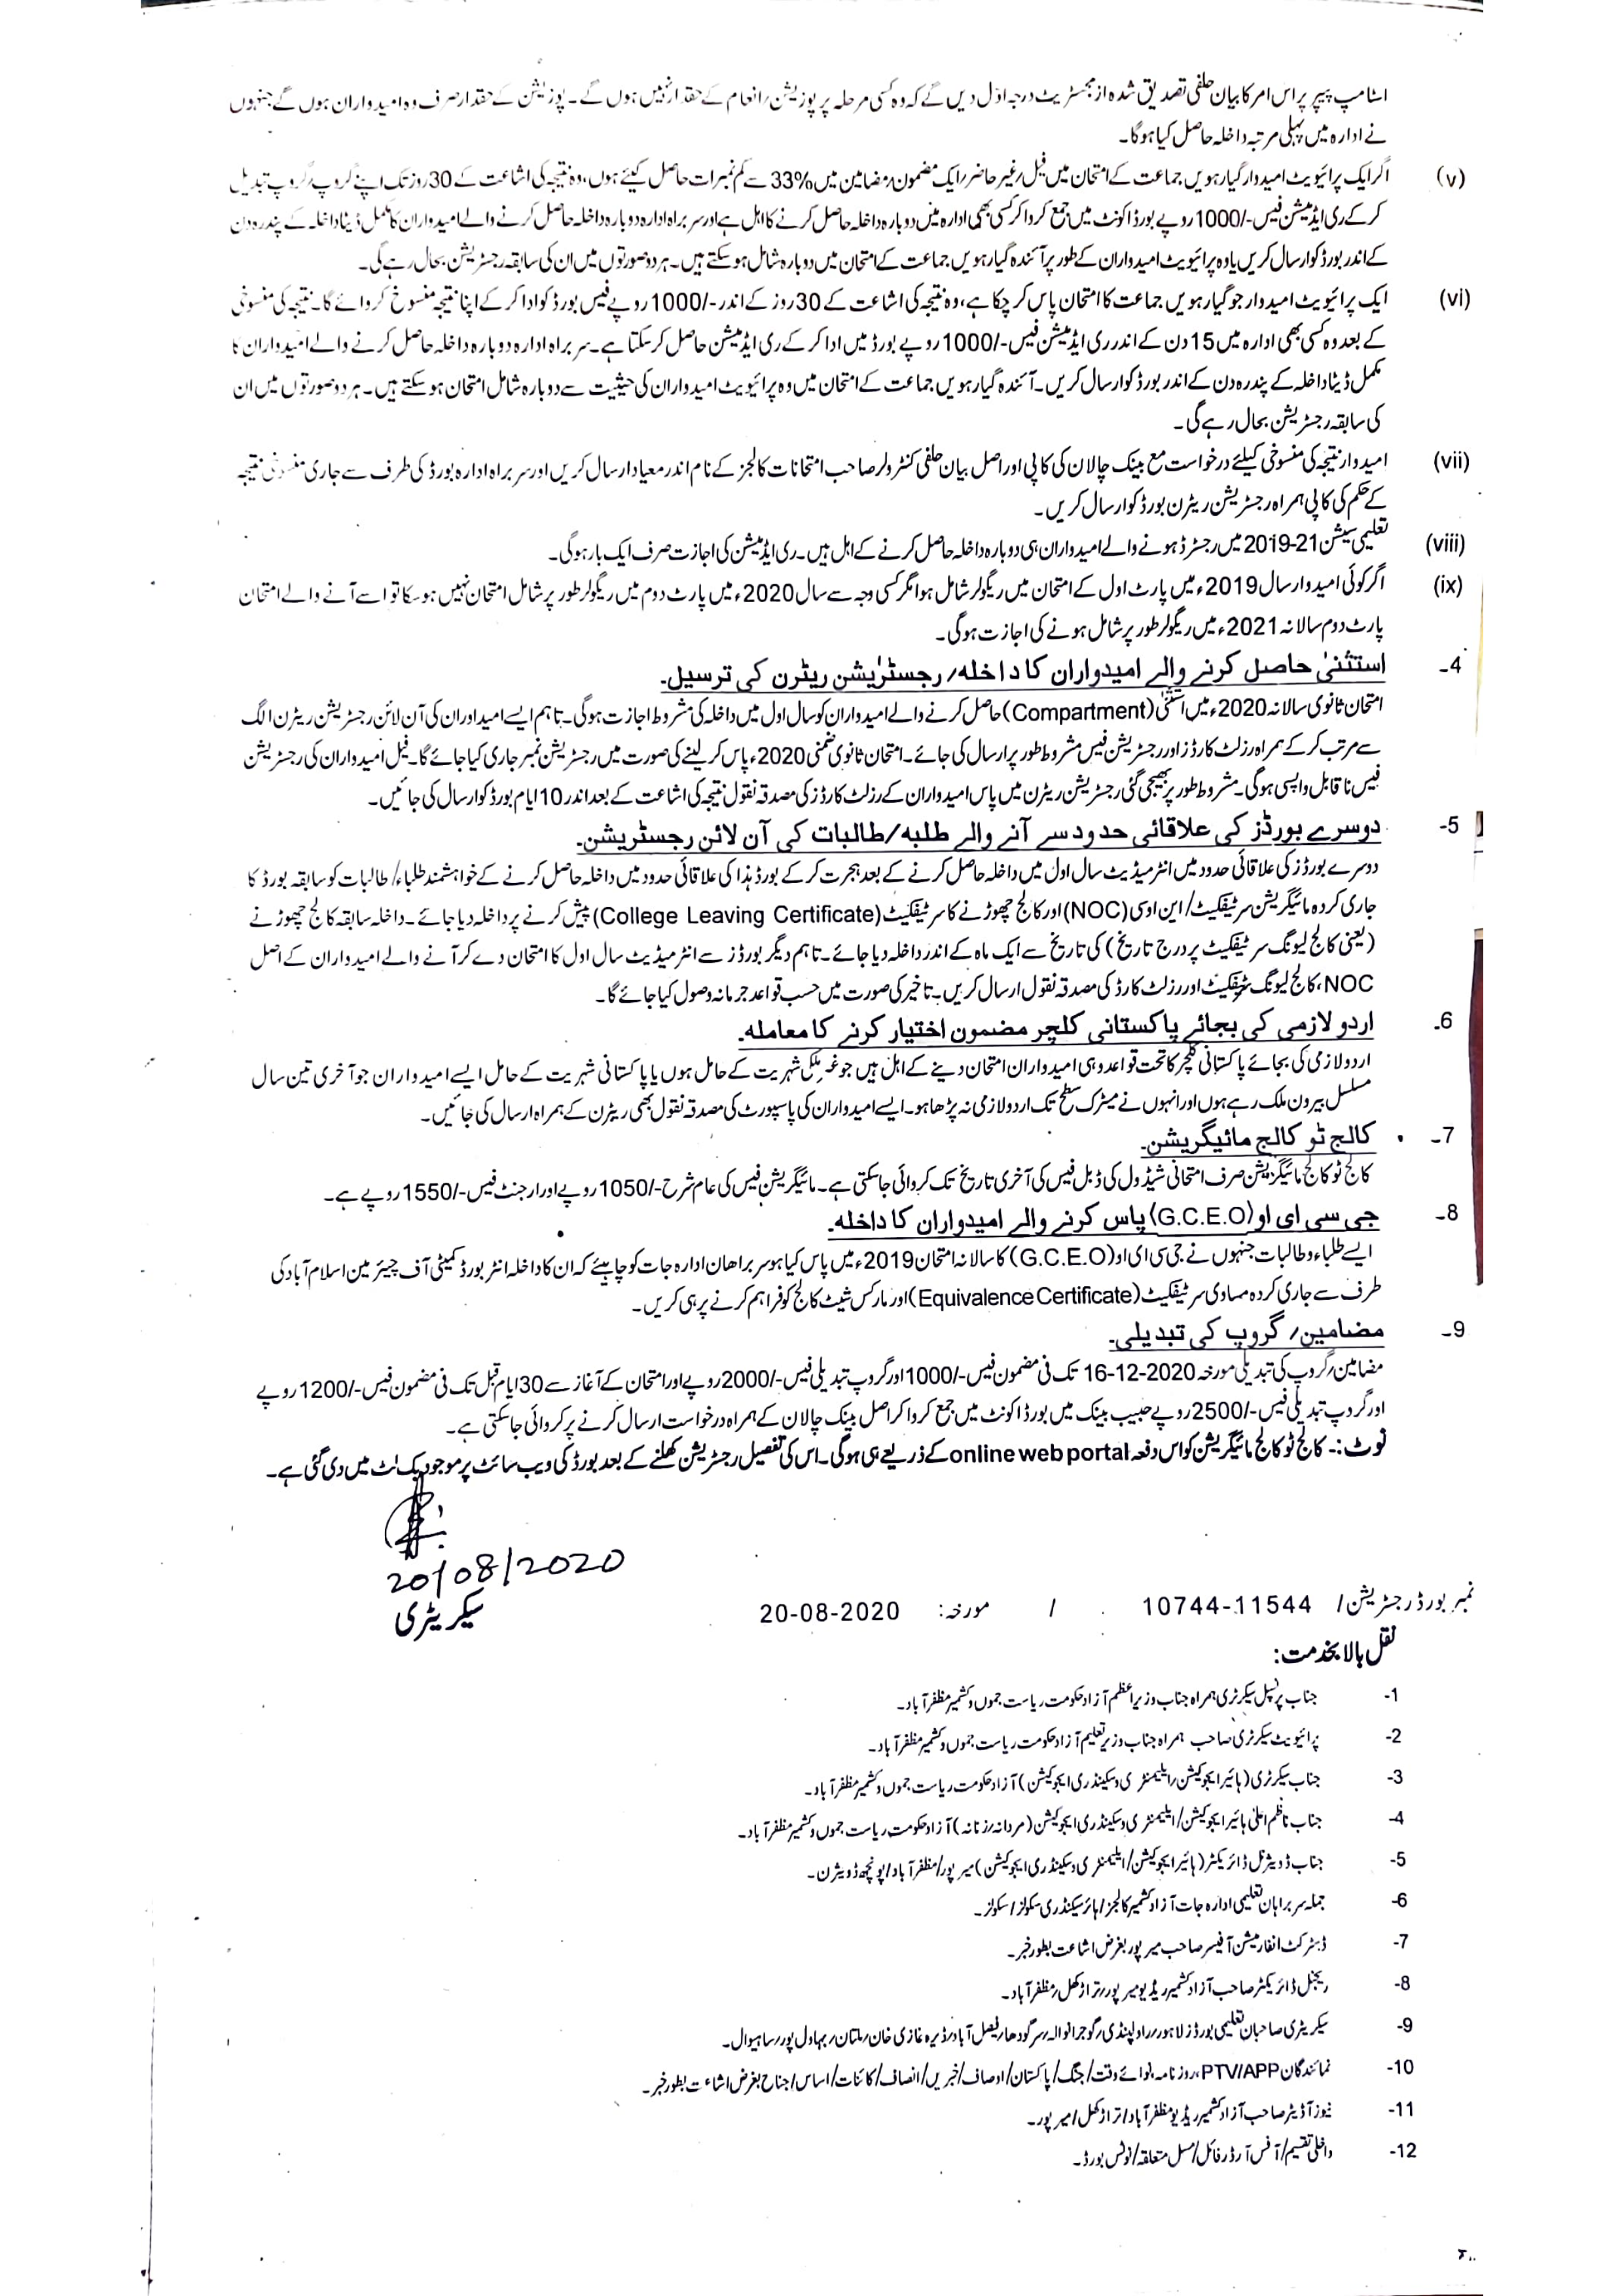 اسٹامپ پیپر پر اس امر کا بیان حلفی تصدیق شدہ از مجسٹریٹ درجہ اوّل دیں گے کہ وہ کسی مرحلہ پر پوزیشن/انعام کے حقدار نہیں ہوں گے۔ پوزیشن کے حقدار صرف وہ امیدواران ہوں گے جنہوں
نے ادارہ میں پہلی مرتبہ داخلہ حاصل کیا ہوگا۔
(v) اگر ایک پرائیویٹ امیدوار گیارہویں جماعت کے امتحان میں فیل/غیر حاضر/ایک مضمون/مضامین میں %33 سے کم نمبرات حاصل کیئے ہوں، وہ نتیجہ کی اشاعت کے 30 روز تک اپنے گروپ/گروپ تبدیل
کر کے ری ایڈمیشن فیس -/1000 روپے بورڈ اکونٹ میں جمع کروا کر کسی بھی ادارہ میں دوبارہ داخلہ حاصل کرنے کا اہل ہے اور سربراہ ادارہ دوبارہ داخلہ حاصل کرنے والے امیدواران کا مکمل ڈیٹا داخلہ کے پندرہ دن
کے اندر بورڈ کو ارسال کریں یا وہ پرائیویٹ امیدواران کے طور پر آئندہ گیارہویں جماعت کے امتحان میں دوبارہ شامل ہو سکتے ہیں۔ ہر دو صورتوں میں ان کی سابقہ رجسٹریشن بحال رہے گی۔
(vi) ایک پرائیویٹ امیدوار جو گیارہویں جماعت کا امتحان پاس کر چکا ہے، وہ نتیجہ کی اشاعت کے 30 روز کے اندر -/1000 روپے فیس بورڈ کو ادا کر کے اپنا نتیجہ منسوخ کروائے گا۔ نتیجہ کی منسوخی
کے بعد وہ کسی بھی ادارہ میں 15 دن کے اندر ری ایڈمیشن فیس -/1000 روپے بورڈ میں ادا کر کے ری ایڈمیشن حاصل کر سکتا ہے۔ سربراہ ادارہ دوبارہ داخلہ حاصل کرنے والے امیدواران کا
مکمل ڈیٹا داخلہ کے پندرہ دن کے اندر بورڈ کو ارسال کریں۔ آئندہ گیارہویں جماعت کے امتحان میں وہ پرائیویٹ امیدواران کی حیثیت سے دوبارہ شامل امتحان ہو سکتے ہیں۔ ہر دو صورتوں میں ان
کی سابقہ رجسٹریشن بحال رہے گی۔
(vii) امیدوار نتیجہ کی منسوخی کیلئے درخواست مع بینک چالان کی کاپی اور اصل بیان حلفی کنٹرولر صاحب امتحانات کالجز کے نام اندر معیاد ارسال کریں اور سربراہ ادارہ بورڈ کی طرف سے جاری منسوخی نتیجہ
کے حکم کی کاپی ہمراہ رجسٹریشن ریٹرن بورڈ کو ارسال کریں۔
(viii) تعلیمی سیشن 21-2019 میں رجسٹرڈ ہونے والے امیدواران ہی دوبارہ داخلہ حاصل کرنے کے اہل ہیں۔ ری ایڈمیشن کی اجازت صرف ایک بار ہوگی۔
(ix) اگر کوئی امیدوار سال 2019ء میں پارٹ اول کے امتحان میں ریگولر شامل ہوا مگر کسی وجہ سے سال 2020ء میں پارٹ دوم میں ریگولر طور پر شامل امتحان نہیں ہو سکا تو اسے آنے والے امتحان
پارٹ دوم سالانہ 2021ء میں ریگولر طور پر شامل ہونے کی اجازت ہوگی۔
4- استثنیٰ حاصل کرنے والے امیدواران کا داخلہ/رجسٹریشن ریٹرن کی ترسیل۔
امتحان ثانوی سالانہ 2020ء میں استثنیٰ (Compartment) حاصل کرنے والے امیدواران کو سال اول میں داخلہ کی مشروط اجازت ہوگی۔ تاہم ایسے امیداوران کی آن لائن رجسٹریشن ریٹرن الگ
سے مرتب کر کے ہمراہ رزلٹ کارڈز اور رجسٹریشن فیس مشروط طور پر ارسال کی جائے۔ امتحان ثانوی ضمنی 2020ء پاس کر لینے کی صورت میں رجسٹریشن نمبر جاری کیا جائے گا۔ فیل امیدواران کی رجسٹریشن
فیس ناقابل واپسی ہوگی۔ مشروط طور پر بھیجی گئی رجسٹریشن ریٹرن میں پاس امیدواران کے رزلٹ کارڈز کی مصدقہ نقول نتیجہ کی اشاعت کے بعد اندر 10 ایام بورڈ کو ارسال کی جائیں۔
5- دوسرے بورڈز کی علاقائی حدود سے آنے والے طلبہ/طالبات کی آن لائن رجسٹریشن۔
دوسرے بورڈز کی علاقائی حدود میں انٹرمیڈیٹ سال اول میں داخلہ حاصل کرنے کے بعد ہجرت کر کے بورڈ ہذا کی علاقائی حدود میں داخلہ حاصل کرنے کے خواہشمند طلباء/طالبات کو سابقہ بورڈ کا
جاری کردہ مائیگریشن سرٹیفکیٹ/این او سی (NOC) اور کالج چھوڑنے کا سرٹیفکیٹ (College Leaving Certificate) پیش کرنے پر داخلہ دیا جائے۔ داخلہ سابقہ کالج چھوڑنے
(یعنی کالج لیونگ سرٹیفکیٹ پر درج تاریخ) کی تاریخ سے ایک ماہ کے اندر داخلہ دیا جائے۔ تاہم دیگر بورڈز سے انٹرمیڈیٹ سال اول کا امتحان دے کر آنے والے امیدواران کے اصل
NOC، کالج لیونگ سرٹیفکیٹ اور رزلٹ کارڈ کی مصدقہ نقول ارسال کریں۔ تاخیر کی صورت میں حسب قواعد جرمانہ وصول کیا جائے گا۔
6- اردو لازمی کی بجائے پاکستانی کلچر مضمون اختیار کرنے کا معاملہ۔
اردو لازمی کی بجائے پاکستانی کلچر کا تحت قواعد وہی امیدواران امتحان دینے کے اہل ہیں جو غیر ملکی شہریت کے حامل ہوں یا پاکستانی شہریت کے حامل ایسے امیدواران جو آخری تین سال
مسلسل بیرون ملک رہے ہوں اور انہوں نے میٹرک سطح تک اردو لازمی نہ پڑھا ہو۔ ایسے امیدواران کی پاسپورٹ کی مصدقہ نقول بھی ریٹرن کے ہمراہ ارسال کی جائیں۔
7- کالج ٹو کالج مائیگریشن۔
کالج ٹو کالج مائیگریشن صرف امتحانی شیڈول کی ڈبل فیس کی آخری تاریخ تک کروائی جا سکتی ہے۔ مائیگریشن فیس کی عام شرح -/1050 روپے اور ارجنٹ فیس -/1550 روپے ہے۔
8- جی سی ای او (G.C.E.O) پاس کرنے والے امیدواران کا داخلہ۔
ایسے طلباء و طالبات جنہوں نے جی سی ای او (G.C.E.O) کا سالانہ امتحان 2019ء میں پاس کیا ہو سربراھان ادارہ جات کو چاہیئے کہ ان کا داخلہ انٹر بورڈ کمیٹی آف چیئرمین اسلام آباد کی
طرف سے جاری کردہ مساوی سرٹیفکیٹ (Equivalence Certificate) اور مارکس شیٹ کالج کو فراہم کرنے پر ہی کریں۔
9- مضامین/گروپ کی تبدیلی۔
مضامین/گروپ کی تبدیلی مورخہ 16-12-2020 تک فی مضمون فیس -/1000 اور گروپ تبدیلی فیس -/2000 روپے اور امتحان کے آغاز سے 30 ایام قبل تک فی مضمون فیس -/1200 روپے
اور گروپ تبدیلی فیس -/2500 روپے حبیب بینک میں بورڈ اکونٹ میں جمع کروا کر اصل بینک چالان کے ہمراہ درخواست ارسال کرنے پر کروائی جا سکتی ہے۔
نوٹ:- کالج ٹو کالج مائیگریشن کو اس دفعہ online web portal کے ذریعے ہی ہوگی۔ اس کی تفصیل رجسٹریشن کھلنے کے بعد بورڈ کی ویب سائٹ پر موجود بک لٹ میں دی گئی ہے۔
20/08/2020
سیکریٹری
نمبر بورڈ رجسٹریشن/ 10744-11544 / مورخہ: 20-08-2020
نقل بالا بخدمت:
1- جناب پرنسپل سیکرٹری ہمراہ جناب وزیراعظم آزاد حکومت ریاست جموں و کشمیر مظفرآباد۔
2- پرائیویٹ سیکرٹری صاحب ہمراہ جناب وزیر تعلیم آزاد حکومت ریاست جموں و کشمیر مظفرآباد۔
3- جناب سیکرٹری (ہائیر ایجوکیشن/ایلیمنٹری و سکینڈری ایجوکیشن) آزاد حکومت ریاست جموں و کشمیر مظفرآباد۔
4- جناب ناظم اعلیٰ ہائیر ایجوکیشن/ایلیمنٹری و سکینڈری ایجوکیشن (مردانہ/زنانہ) آزاد حکومت ریاست جموں و کشمیر مظفرآباد۔
5- جناب ڈویژنل ڈائریکٹر (ہائیر ایجوکیشن/ایلیمنٹری و سکینڈری ایجوکیشن) میرپور/مظفرآباد/پونچھ ڈویژن۔
6- جملہ سربراہان تعلیمی ادارہ جات آزاد کشمیر کالجز/ہائر سیکنڈری سکولز/سکولز۔
7- ڈسٹرکٹ انفارمیشن آفیسر صاحب میرپور بغرض اشاعت بطور خبر۔
8- ریجنل ڈائریکٹر صاحب آزاد کشمیر ریڈیو میرپور/تراڑکھل/مظفرآباد۔
9- سیکریٹری صاحبان تعلیمی بورڈز لاہور/راولپنڈی/گوجرانوالہ/سرگودھا/فیصل آباد/ڈیرہ غازی خان/ملتان/بہاولپور/ساہیوال۔
10- نمائندگان PTV/APP، روزنامہ نوائے وقت/جنگ/پاکستان/اوصاف/خبریں/انصاف/کائنات/اساس/جناح بغرض اشاعت بطور خبر۔
11- نیوز آڈیٹر صاحب آزاد کشمیر ریڈیو مظفرآباد/تراڑکھل/میرپور۔
12- داخلی تقسیم/آفس آرڈر فائل/مسل متعلقہ/نوٹس بورڈ۔